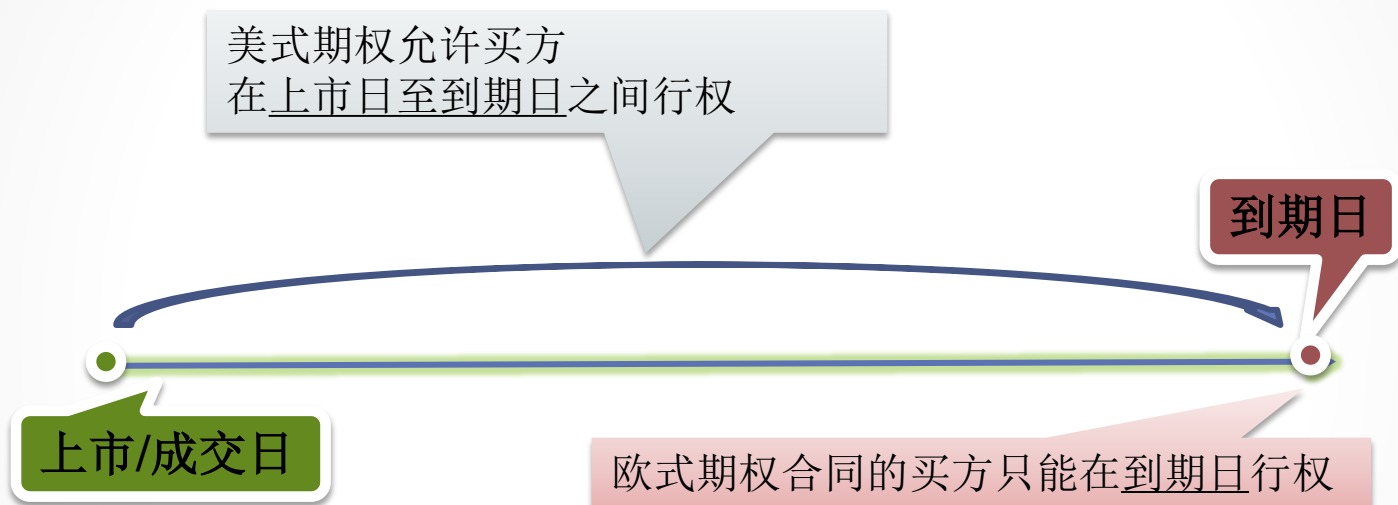 美式期权允许买方
在上市日至到期日之间行权
到期日
上市/成交日
欧式期权合同的买方只能在到期日行权